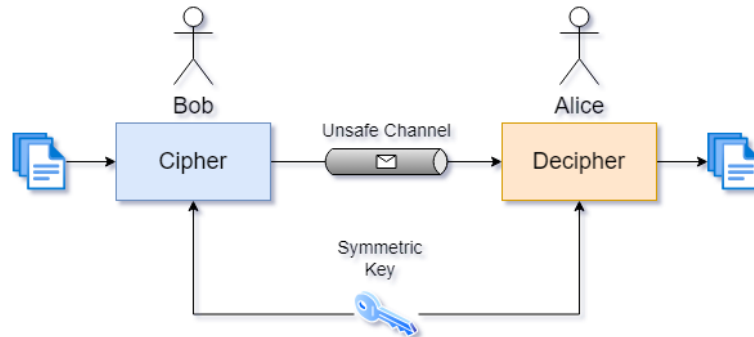 Bob
Alice
Unsafe Channel
Cipher
Decipher
Symmetric
Key